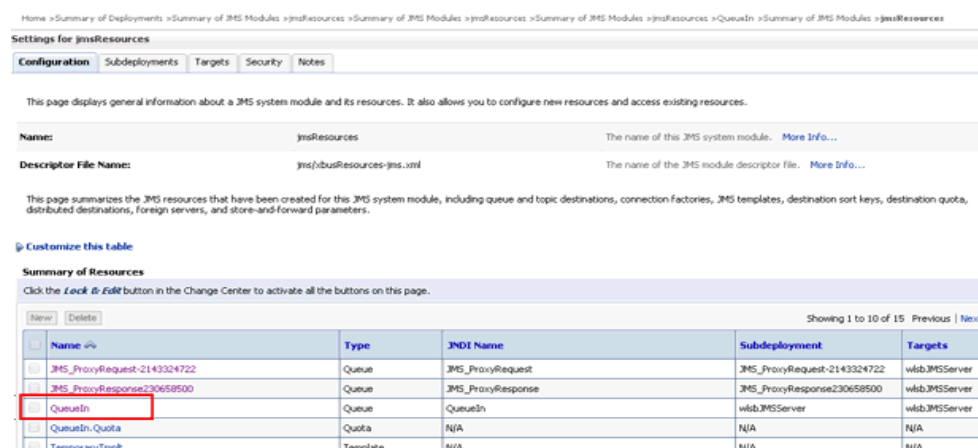 Home >Summary of Deployments >Summary of JMS Modules >jmsResources >Summary of JMS Modules >jmsResources >Summary of JMS Modules >jmsResources >QueueIn >Summary of JMS Modules >jmsResources
Settings for jmsResources
Configuration Subdeployments Targets Security Notes
This page displays general information about a JMS system module and its resources. It also allows you to configure new resources and access existing resources.
Name: jmsResources The name of this JMS system module. More Info...
Descriptor File Name: jms/xbusResources-jms.xml The name of the JMS module descriptor file. More Info...
This page summarizes the JMS resources that have been created for this JMS system module, including queue and topic destinations, connection factories, JMS templates, destination sort keys, destination quota,
distributed destinations, foreign servers, and store-and-forward parameters.
Customize this table
Summary of Resources
Click the Lock & Edit button in the Change Center to activate all the buttons on this page.
New Delete Showing 1 to 10 of 15 Previous | Nex
Name Type JNDI Name Subdeployment Targets
JMS_ProxyRequest-2143324722 Queue JMS_ProxyRequest JMS_ProxyRequest-2143324722 wlsbJMSServer
JMS_ProxyResponse230658500 Queue JMS_ProxyResponse JMS_ProxyResponse230658500 wlsbJMSServer
QueueIn Queue QueueIn wlsbJMSServer wlsbJMSServer
QueueIn.Quota Quota N/A N/A N/A
TemporaryTmplt Template N/A N/A N/A